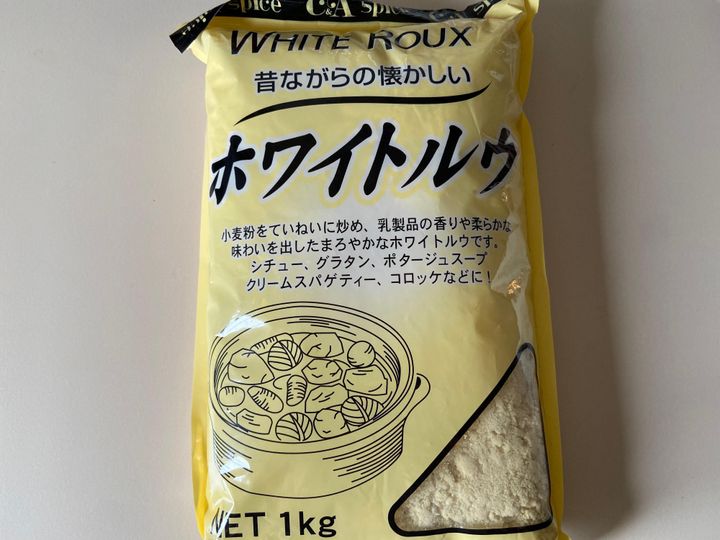 spice C&A spice
WHITE ROUX
昔ながらの懐かしい
ホワイトルゥ
小麦粉をていねいに炒め、乳製品の香りや柔らかな
味わいを出したまろやかなホワイトルウです。
シチュー、グラタン、ポタージュスープ
クリームスパゲティー、コロッケなどに!
NET 1kg